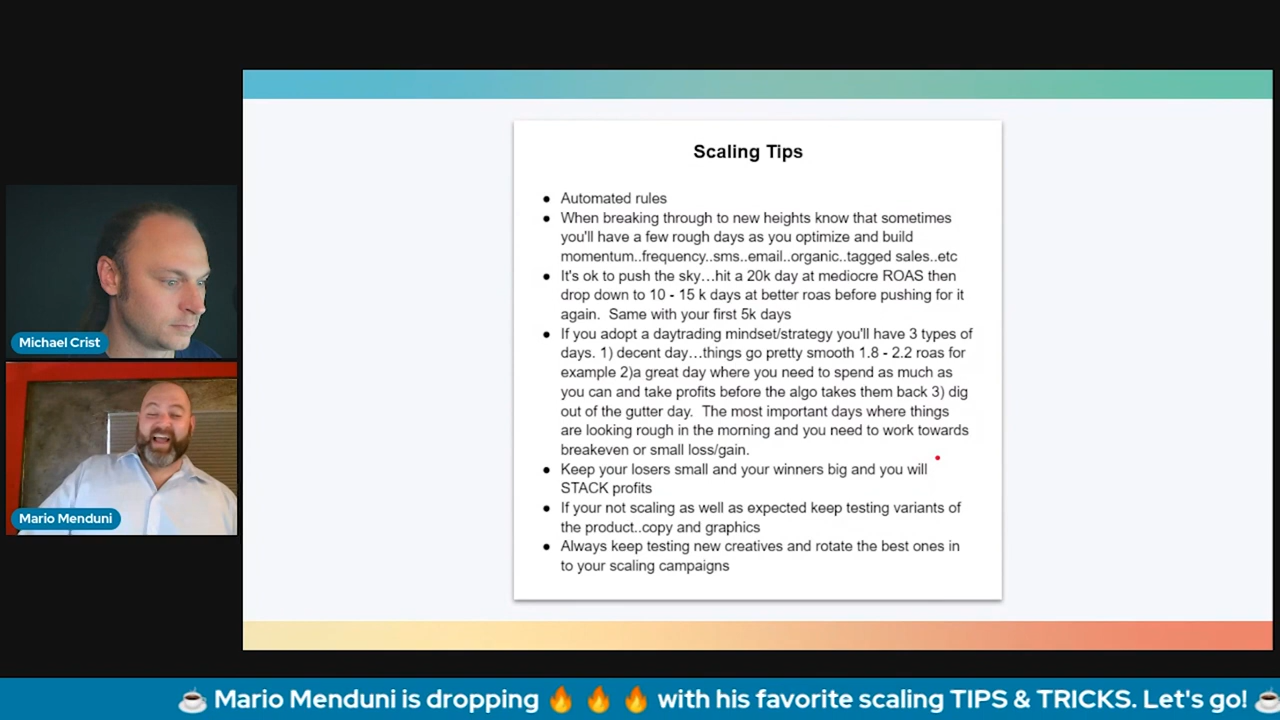 Scaling Tips
Automated rules
When breaking through to new heights know that sometimes
you'll have a few rough days as you optimize and build
momentum..frequency..sms..email..organic..tagged sales..etc
It's ok to push the sky...hit a 20k day at mediocre ROAS then
drop down to 10 - 15 k days at better roas before pushing for it
again.  Same with your first 5k days
If you adopt a daytrading mindset/strategy you'll have 3 types of
days. 1) decent day...things go pretty smooth 1.8 - 2.2 roas for
example 2)a great day where you need to spend as much as
you can and take profits before the algo takes them back 3) dig
out of the gutter day.  The most important days where things
are looking rough in the morning and you need to work towards
breakeven or small loss/gain.
Keep your losers small and your winners big and you will
STACK profits
If your not scaling as well as expected keep testing variants of
the product..copy and graphics
Always keep testing new creatives and rotate the best ones in
to your scaling campaigns
Michael Crist
Mario Menduni
☕ Mario Menduni is dropping 🔥 🔥 🔥 with his favorite scaling TIPS & TRICKS. Let's go! ☕